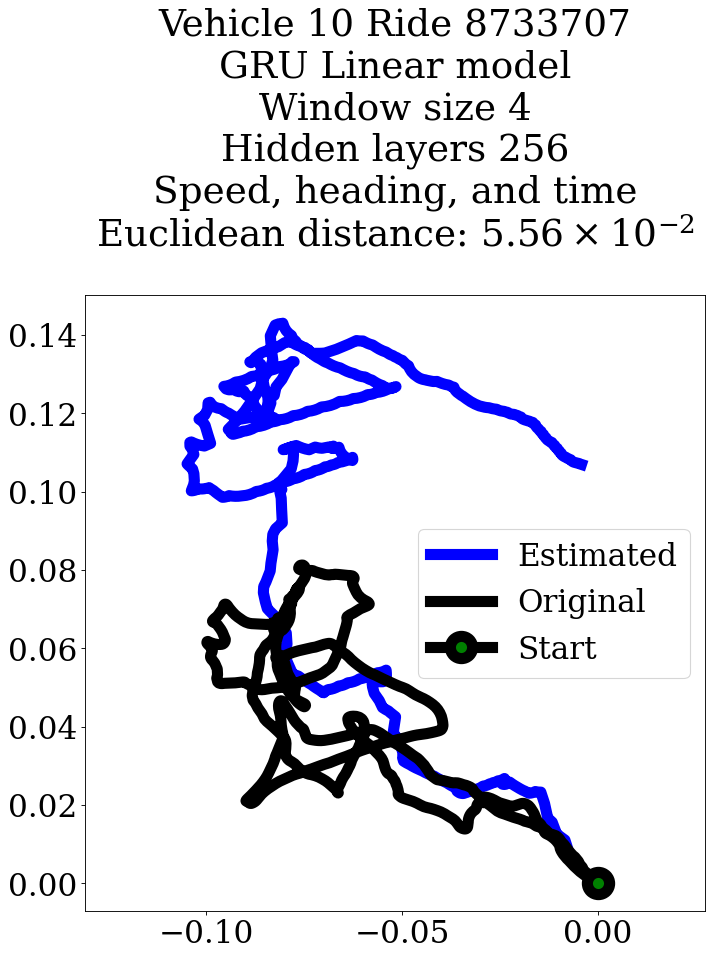 Vehicle 10 Ride 8733707
GRU Linear model
Window size 4
Hidden layers 256
Speed, heading, and time
Euclidean distance: 5.56 × 10⁻²
0.14
0.12
0.10
0.08
0.06
0.04
0.02
0.00
Estimated
Original
Start
−0.10
−0.05
0.00